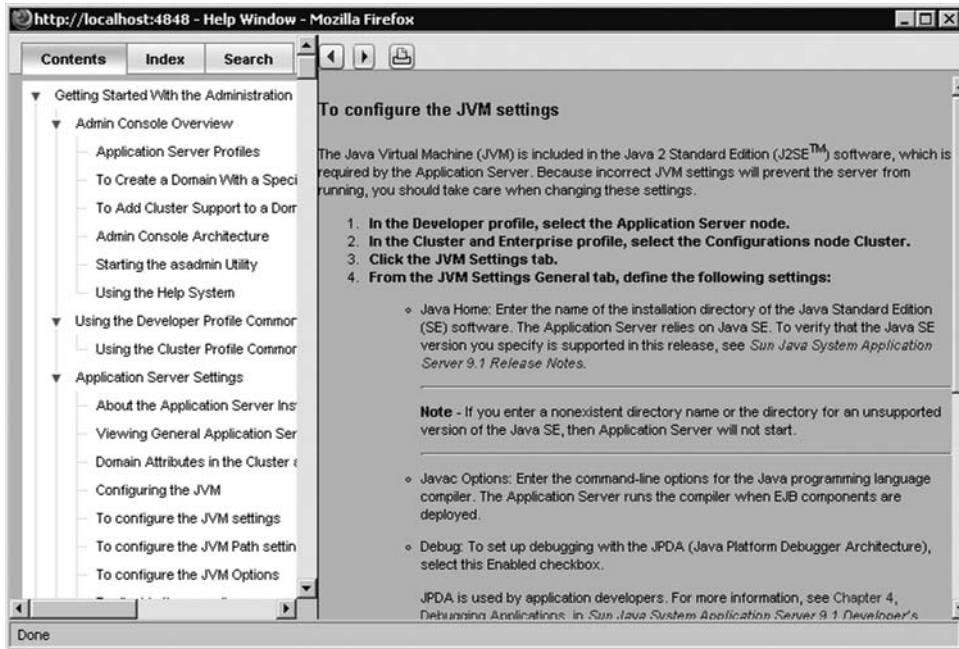 http://localhost:4848 - Help Window - Mozilla Firefox
Contents
Index
Search
Getting Started With the Administration
Admin Console Overview
Application Server Profiles
To Create a Domain With a Speci
To Add Cluster Support to a Dom
Admin Console Architecture
Starting the asadmin Utility
Using the Help System
Using the Developer Profile Common
Using the Cluster Profile Common
Application Server Settings
About the Application Server Ins
Viewing General Application Ser
Domain Attributes in the Cluster a
Configuring the JVM
To configure the JVM settings
To configure the JVM Path settin
To configure the JVM Options
To configure the JVM settings
The Java Virtual Machine (JVM) is included in the Java 2 Standard Edition (J2SE™) software, which is
required by the Application Server. Because incorrect JVM settings will prevent the server from
running, you should take care when changing these settings.
1. In the Developer profile, select the Application Server node.
2. In the Cluster and Enterprise profile, select the Configurations node Cluster.
3. Click the JVM Settings tab.
4. From the JVM Settings General tab, define the following settings:
Java Home: Enter the name of the installation directory of the Java Standard Edition
(SE) software. The Application Server relies on Java SE. To verify that the Java SE
version you specify is supported in this release, see Sun Java System Application
Server 9.1 Release Notes.
Note - If you enter a nonexistent directory name or the directory for an unsupported
version of the Java SE, then Application Server will not start.
Javac Options: Enter the command-line options for the Java programming language
compiler. The Application Server runs the compiler when EJB components are
deployed.
Debug: To set up debugging with the JPDA (Java Platform Debugger Architecture),
select this Enabled checkbox.
JPDA is used by application developers. For more information, see Chapter 4,
Debugging Applications, in Sun Java System Application Server 9.1 Developer's
Done